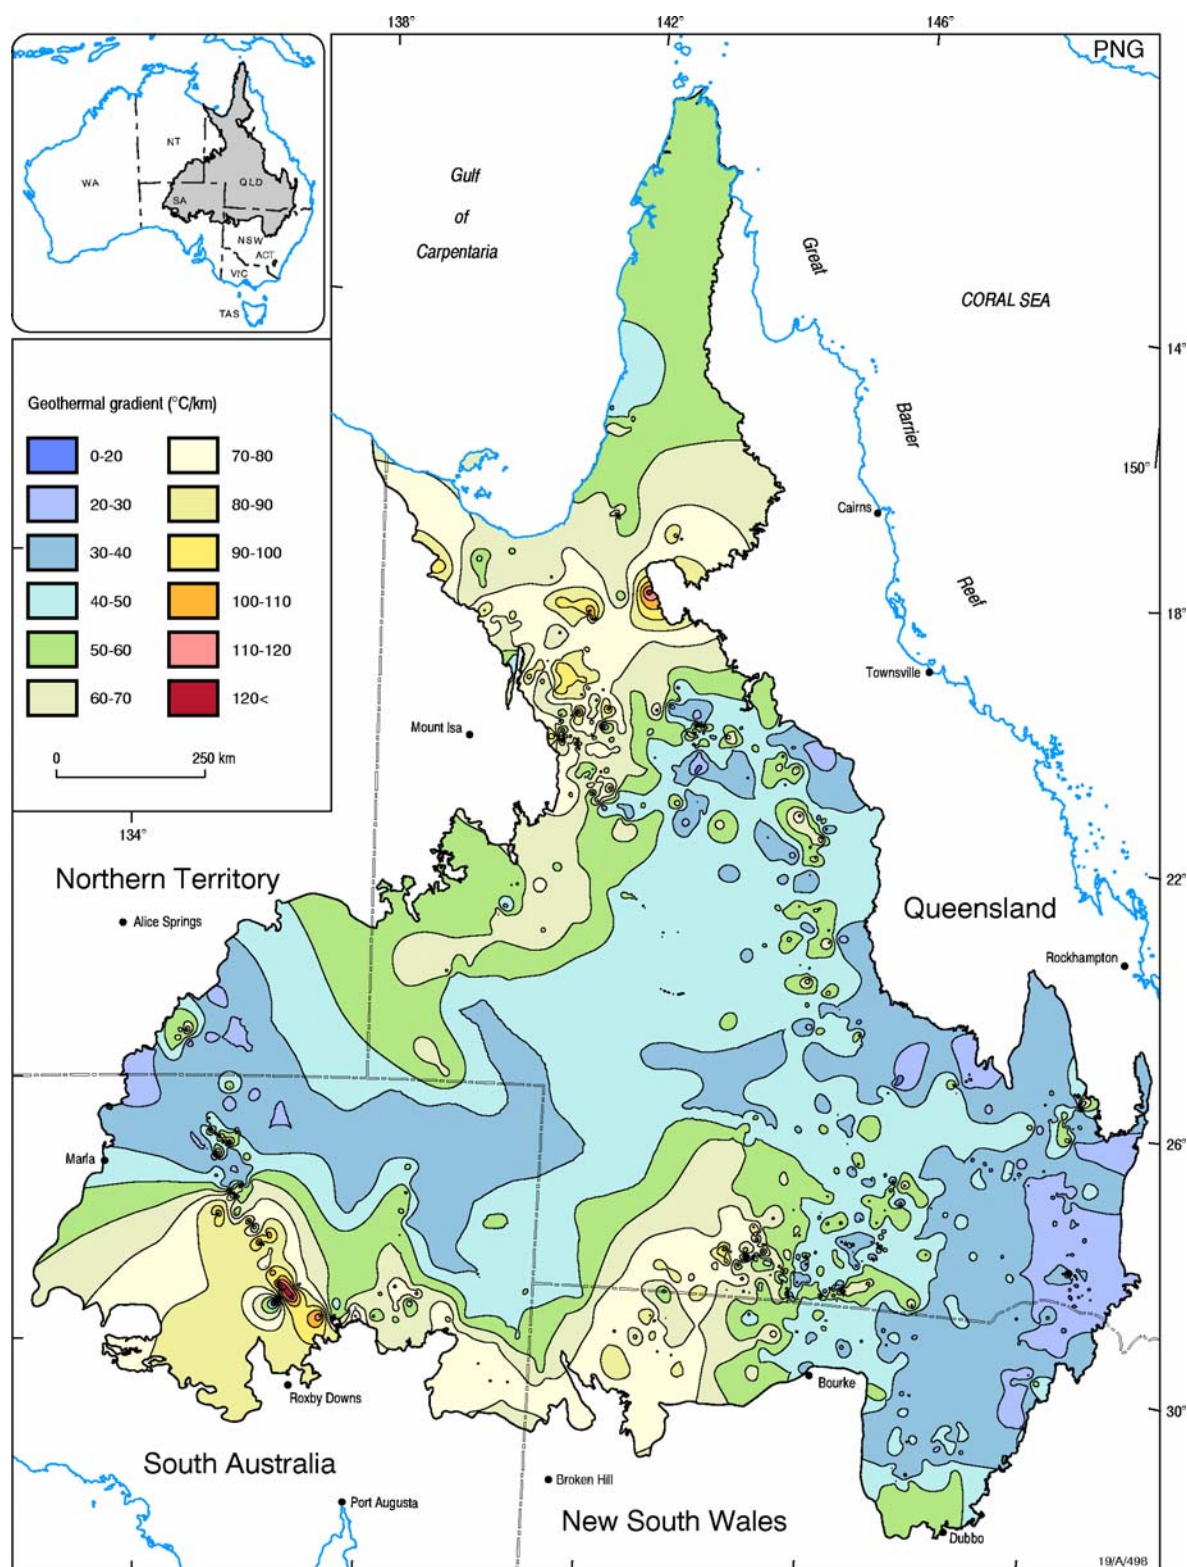 138°
142°
146°
PNG
NT
WA
QLD
SA
NSW
ACT
VIC
TAS
Gulf
of
Carpentaria
Great
CORAL SEA
14°
Barrier
Geothermal gradient (°C/km)
0-20
70-80
20-30
80-90
30-40
90-100
40-50
100-110
50-60
110-120
60-70
120<
0
250 km
150°
Cairns
Reef
18°
Townsville
Mount Isa
134°
Northern Territory
Alice Springs
22°
Queensland
Rockhampton
26°
Marla
Roxby Downs
Bourke
30°
South Australia
Broken Hill
Port Augusta
New South Wales
Dubbo
19/A/498